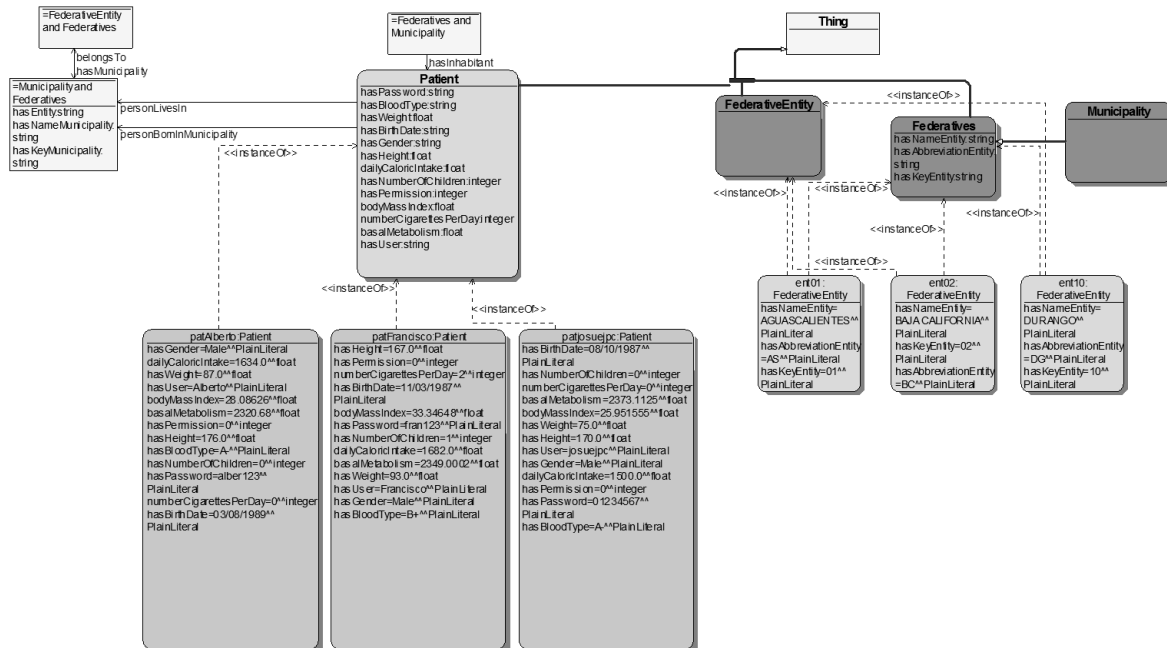 =FederativeEntity
and Federatives
belongsTo
hasMunicipality
=Municipality and
Federatives
hasEntity:string
hasNameMunicipality:
string
hasKeyMunicipality:
string
personLivesIn
personBornInMunicipality
<<instanceOf>>
=Federatives and
Municipality
hasInhabitant
Patient
hasPassword:string
hasBloodType:string
hasWeight:float
hasBirthDate:string
hasGender:string
hasHeight:float
dailyCaloricIntake:float
hasNumberOfChildren:integer
hasPermission:integer
bodyMassIndex:float
numberCigarettesPerDay:integer
basalMetabolism:float
hasUser:string
Thing
FederativeEntity
<<instanceOf>>
Federatives
hasNameEntity:string
hasAbbreviationEntity:
string
hasKeyEntity:string
Municipality
<<instanceOf>>
<<instanceOf>>
<<instanceOf>>
<<instanceOf>>
<<instanceOf>>
<<instanceOf>>
<<instanceOf>>
ent01:
FederativeEntity
hasNameEntity=
AGUASCALIENTES^^
PlainLiteral
hasAbbreviationEntity
=AS^^PlainLiteral
hasKeyEntity=01^^
PlainLiteral
ent02:
FederativeEntity
hasNameEntity=
BAJA CALIFORNIA^^
PlainLiteral
hasKeyEntity=02^^
PlainLiteral
hasAbbreviationEntity
=BC^^PlainLiteral
ent10:
FederativeEntity
hasNameEntity=
DURANGO^^
PlainLiteral
hasAbbreviationEntity
=DG^^PlainLiteral
hasKeyEntity=10^^
PlainLiteral
patAlberto:Patient
hasGender=Male^^PlainLiteral
dailyCaloricIntake=1634.0^^float
hasWeight=87.0^^float
hasUser=Alberto^^PlainLiteral
bodyMassIndex=28.08626^^float
basalMetabolism=2320.68^^float
hasPermission=0^^integer
hasHeight=176.0^^float
hasBloodType=A-^^PlainLiteral
hasNumberOfChildren=0^^integer
hasPassword=alber123^^
PlainLiteral
numberCigarettesPerDay=0^^integer
hasBirthDate=03/08/1989^^
PlainLiteral
patFrancisco:Patient
hasHeight=167.0^^float
hasPermission=0^^integer
numberCigarettesPerDay=2^^integer
hasBirthDate=11/03/1987^^
PlainLiteral
bodyMassIndex=33.34648^^float
hasPassword=fran123^^PlainLiteral
hasNumberOfChildren=1^^integer
dailyCaloricIntake=1682.0^^float
basalMetabolism=2349.0002^^float
hasWeight=93.0^^float
hasUser=Francisco^^PlainLiteral
hasGender=Male^^PlainLiteral
hasBloodType=B+^^PlainLiteral
patjosuejpc:Patient
hasBirthDate=08/10/1987^^
PlainLiteral
hasNumberOfChildren=0^^integer
numberCigarettesPerDay=0^^integer
basalMetabolism=2373.1125^^float
bodyMassIndex=25.951555^^float
hasWeight=75.0^^float
hasHeight=170.0^^float
hasUser=josuejpc^^PlainLiteral
hasGender=Male^^PlainLiteral
dailyCaloricIntake=1500.0^^float
hasPermission=0^^integer
hasPassword=01234567^^
PlainLiteral
hasBloodType=A-^^PlainLiteral